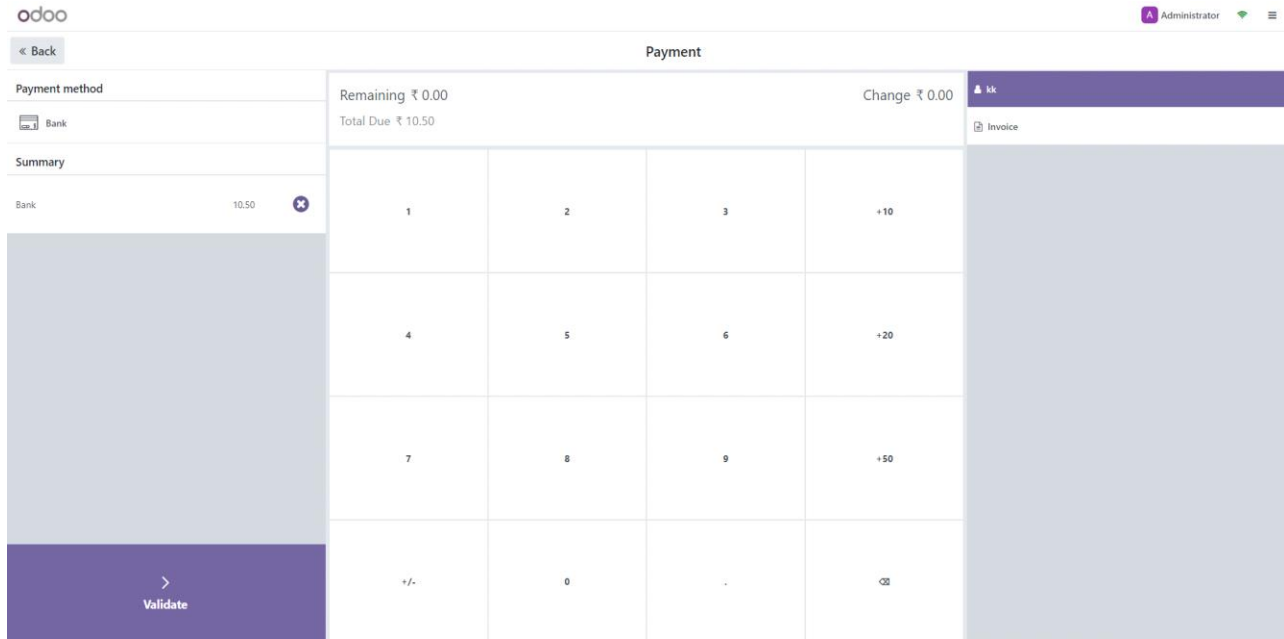 odoo
A Administrator
« Back
Payment
Payment method
Bank
Summary
Bank 10.50
Validate
Remaining ₹ 0.00
Change ₹ 0.00
Total Due ₹ 10.50
1 2 3 +10
4 5 6 +20
7 8 9 +50
+/- 0 .
kk
Invoice